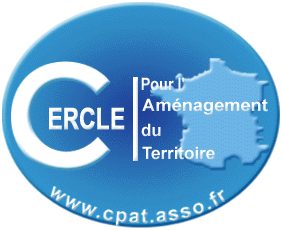 CERCLE
Pour l'
Aménagement
du
Territoire
www.cpat.asso.fr